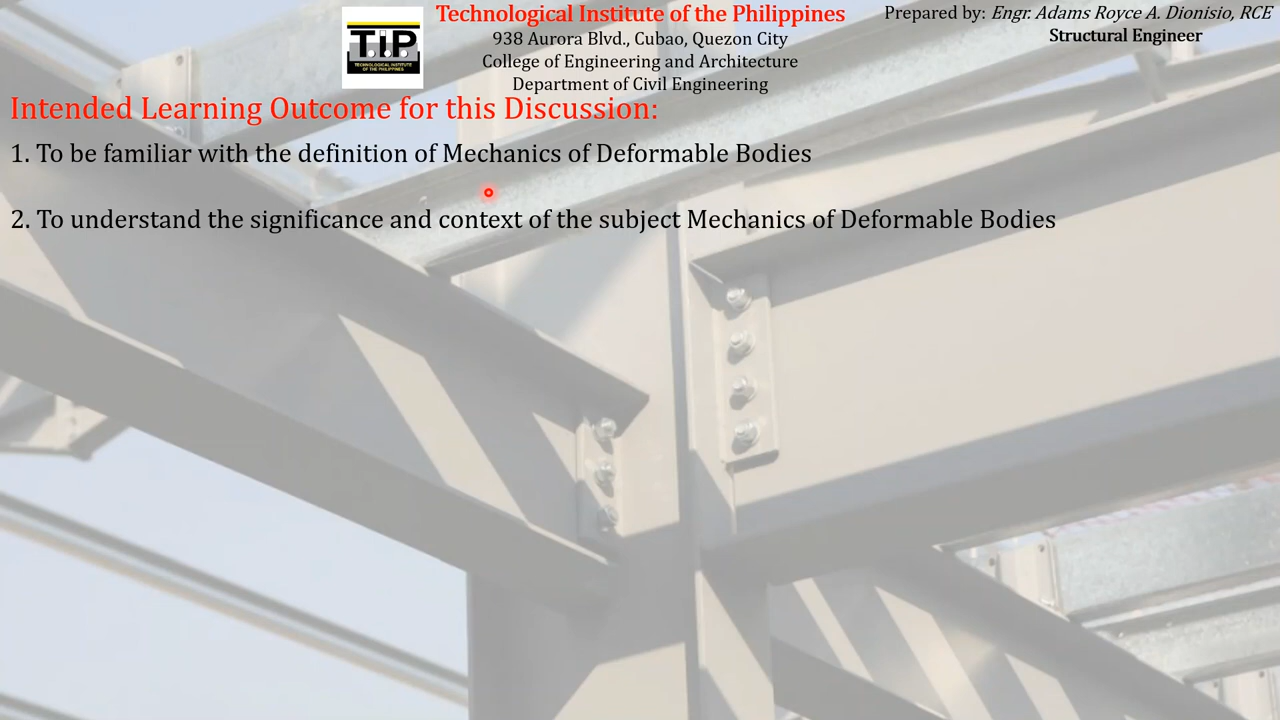 TiP
TECHNOLOGICAL INSTITUTE
OF THE PHILIPPINES
Technological Institute of the Philippines
938 Aurora Blvd., Cubao, Quezon City
College of Engineering and Architecture
Department of Civil Engineering
Prepared by: Engr. Adams Royce A. Dionisio, RCE
Structural Engineer
Intended Learning Outcome for this Discussion:
1. To be familiar with the definition of Mechanics of Deformable Bodies
2. To understand the significance and context of the subject Mechanics of Deformable Bodies